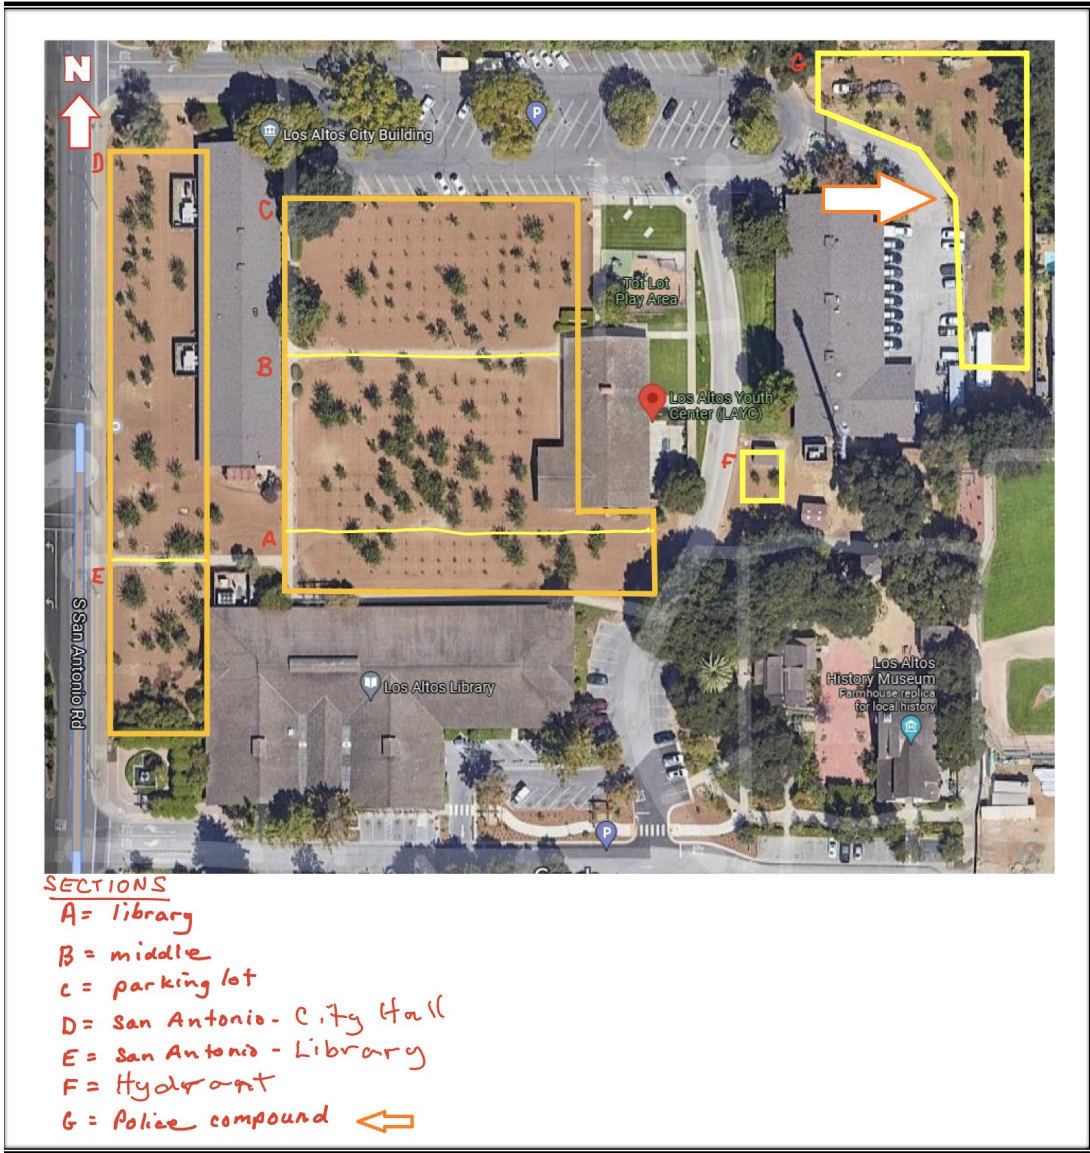 N
G
P
Los Altos City Building
D
C
Tot Lot
Play Area
B
Los Altos Youth
Center (LAYC)
F
A
E
S San Antonio Rd
Los Altos
History Museum
Farmhouse replica
for local history
Los Altos Library
P
SECTIONS
A = library
B = middle
C = parking lot
D = San Antonio - City Hall
E = San Antonio - Library
F = Hydrant
G = Police compound